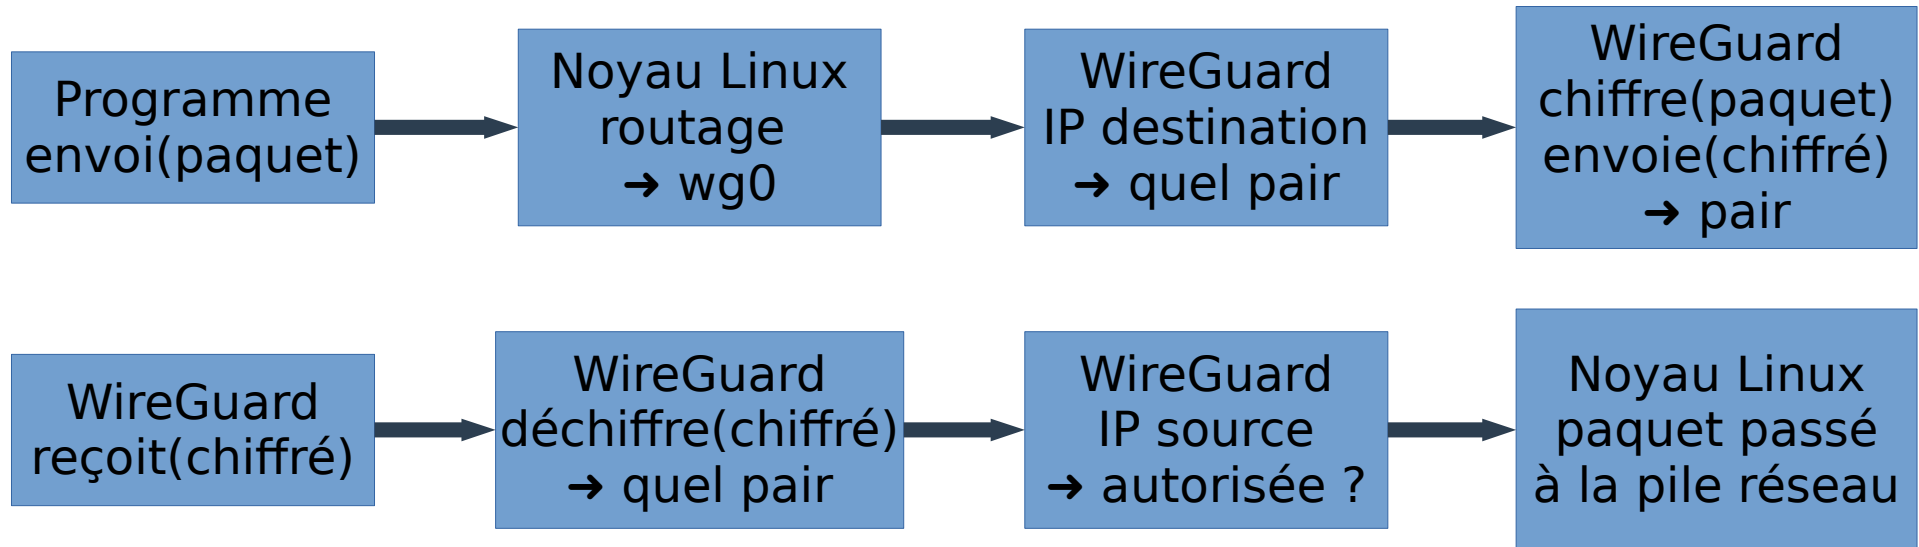 Programme
envoi(paquet)
Noyau Linux
routage
➜ wg0
WireGuard
IP destination
➜ quel pair
WireGuard
chiffre(paquet)
envoie(chiffré)
➜ pair
WireGuard
reçoit(chiffré)
WireGuard
déchiffre(chiffré)
➜ quel pair
WireGuard
IP source
➜ autorisée ?
Noyau Linux
paquet passé
à la pile réseau